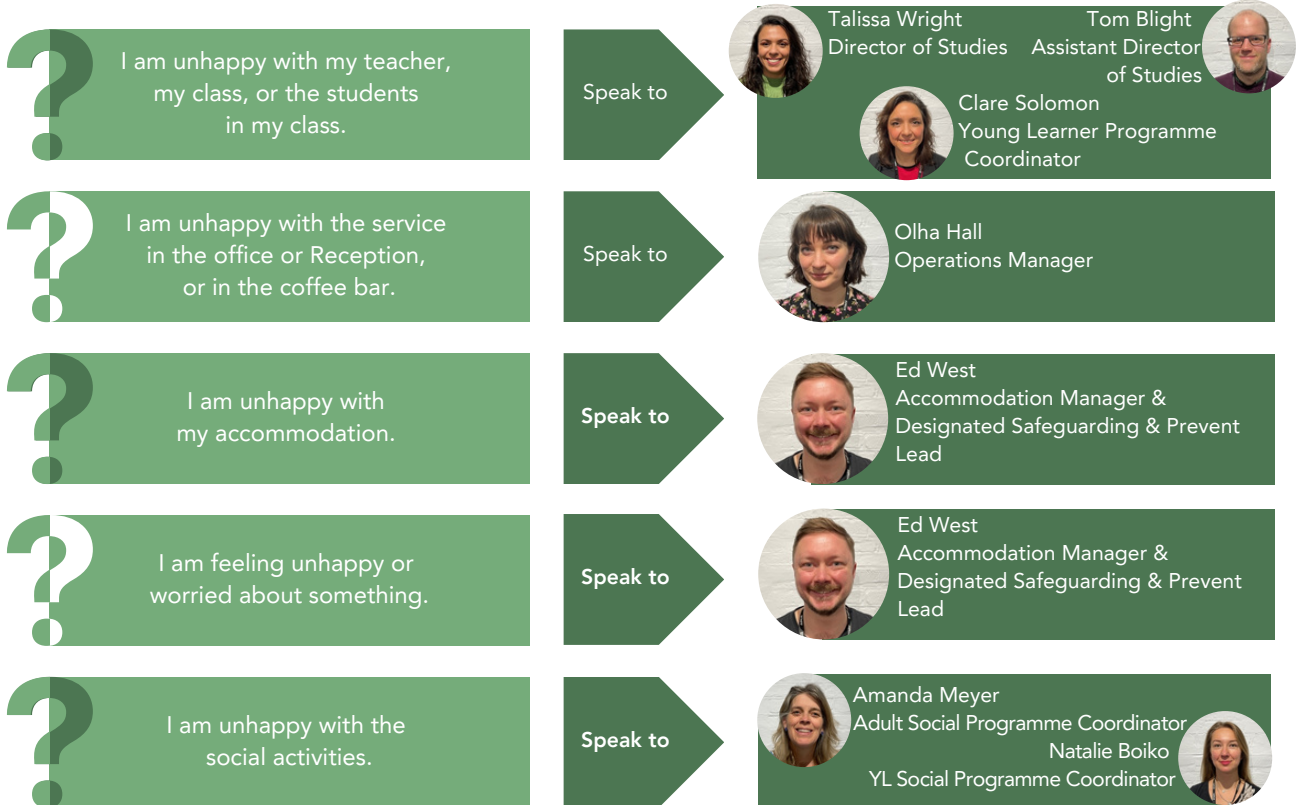 I am unhappy with my teacher,
my class, or the students
in my class.
Speak to
Talissa Wright
Director of Studies
Tom Blight
Assistant Director
of Studies
Clare Solomon
Young Learner Programme
Coordinator
I am unhappy with the service
in the office or Reception,
or in the coffee bar.
Speak to
Olha Hall
Operations Manager
I am unhappy with
my accommodation.
Speak to
Ed West
Accommodation Manager &
Designated Safeguarding & Prevent
Lead
I am feeling unhappy or
worried about something.
Speak to
Ed West
Accommodation Manager &
Designated Safeguarding & Prevent
Lead
I am unhappy with the
social activities.
Speak to
Amanda Meyer
Adult Social Programme Coordinator
Natalie Boiko
YL Social Programme Coordinator